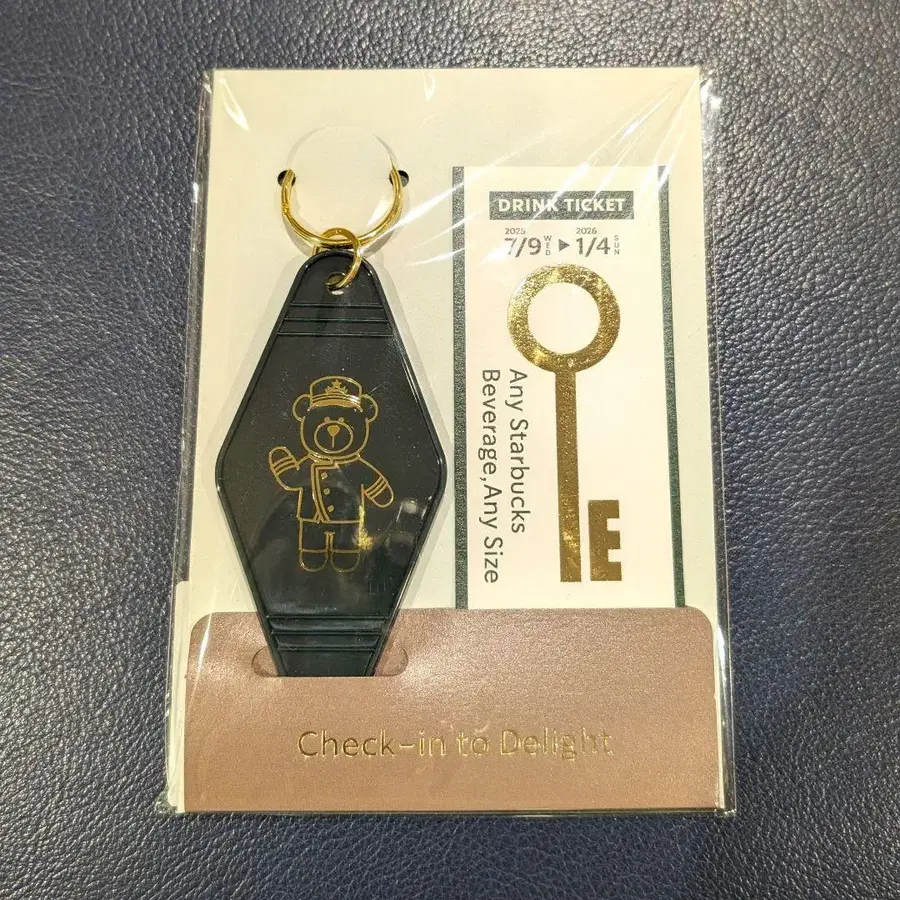 DRINK TICKET
2025 2026
7/9 WED ▶ 1/4 SUN
Any Starbucks
Beverage,Any Size
Check-in to Delight